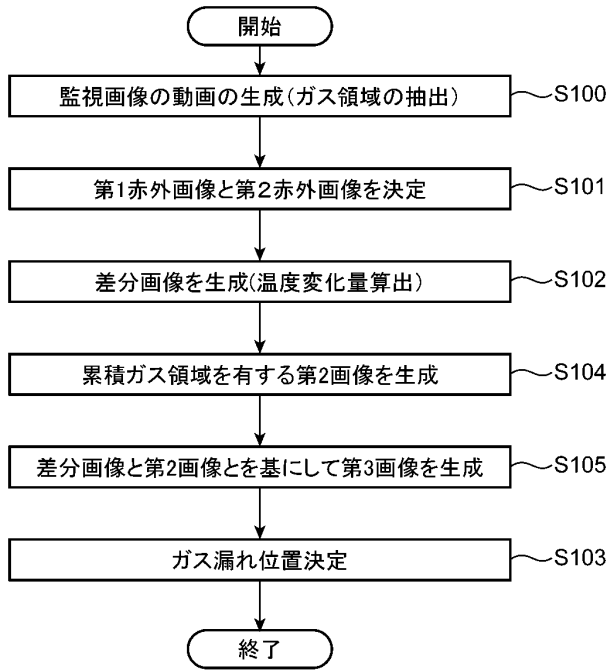 開始
監視画像の動画の生成(ガス領域の抽出)
S100
第1赤外画像と第2赤外画像を決定
S101
差分画像を生成(温度変化量算出)
S102
累積ガス領域を有する第2画像を生成
S104
差分画像と第2画像とを基にして第3画像を生成
S105
ガス漏れ位置決定
S103
終了